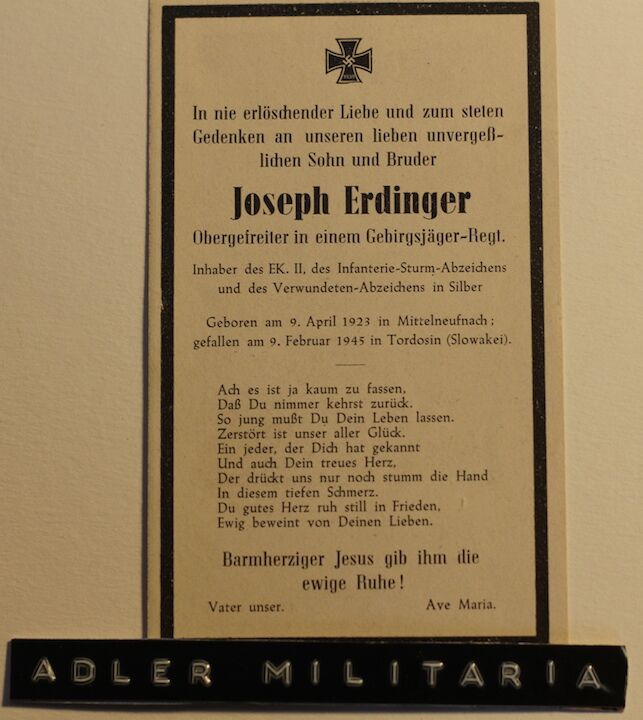 In nie erlöschender Liebe und zum steten
Gedenken an unseren lieben unvergeß-
lichen Sohn und Bruder
Joseph Erdinger
Obergefreiter in einem Gebirgsjäger-Regt.
Inhaber des EK. II, des Infanterie-Sturm-Abzeichens
und des Verwundeten-Abzeichens in Silber
Geboren am 9. April 1923 in Mittelneufnach;
gefallen am 9. Februar 1945 in Tordosin (Slowakei).
Ach es ist ja kaum zu fassen,
Daß Du nimmer kehrst zurück.
So jung mußt Du Dein Leben lassen.
Zerstört ist unser aller Glück.
Ein jeder, der Dich hat gekannt
Und auch Dein treues Herz,
Der drückt uns nur noch stumm die Hand
In diesem tiefen Schmerz.
Du gutes Herz ruh still in Frieden,
Ewig beweint von Deinen Lieben.
Barmherziger Jesus gib ihm die
ewige Ruhe!
Vater unser. Ave Maria.
ADLER MILITARIA